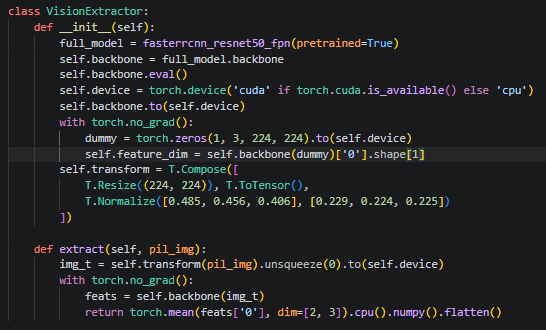 class VisionExtractor:
    def __init__(self):
        full_model = fasterrcnn_resnet50_fpn(pretrained=True)
        self.backbone = full_model.backbone
        self.backbone.eval()
        self.device = torch.device('cuda' if torch.cuda.is_available() else 'cpu')
        self.backbone.to(self.device)
        with torch.no_grad():
            dummy = torch.zeros(1, 3, 224, 224).to(self.device)
            self.feature_dim = self.backbone(dummy)['0'].shape[1]
        self.transform = T.Compose([
            T.Resize((224, 224)), T.ToTensor(),
            T.Normalize([0.485, 0.456, 0.406], [0.229, 0.224, 0.225])
        ])
    def extract(self, pil_img):
        img_t = self.transform(pil_img).unsqueeze(0).to(self.device)
        with torch.no_grad():
            feats = self.backbone(img_t)
            return torch.mean(feats['0'], dim=[2, 3]).cpu().numpy().flatten()